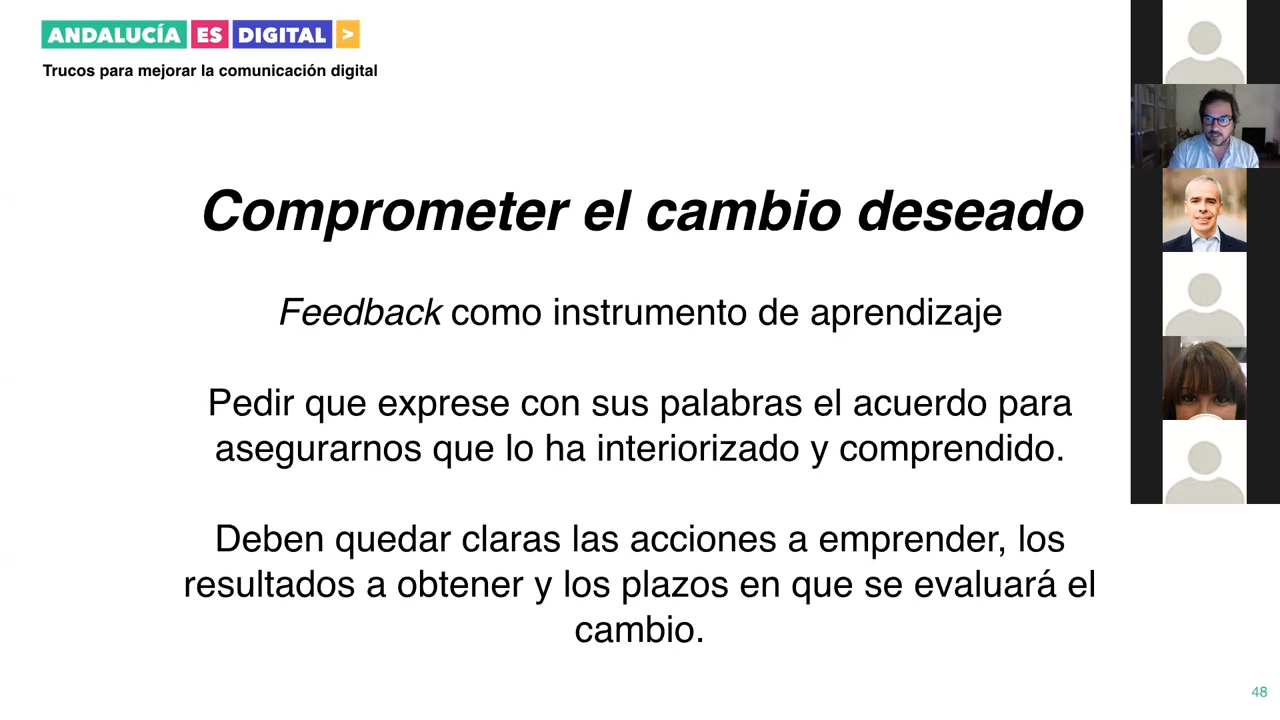 ANDALUCÍA ES DIGITAL >
Trucos para mejorar la comunicación digital
Comprometer el cambio deseado
Feedback como instrumento de aprendizaje
Pedir que exprese con sus palabras el acuerdo para
asegurarnos que lo ha interiorizado y comprendido.
Deben quedar claras las acciones a emprender, los
resultados a obtener y los plazos en que se evaluará el
cambio.
48